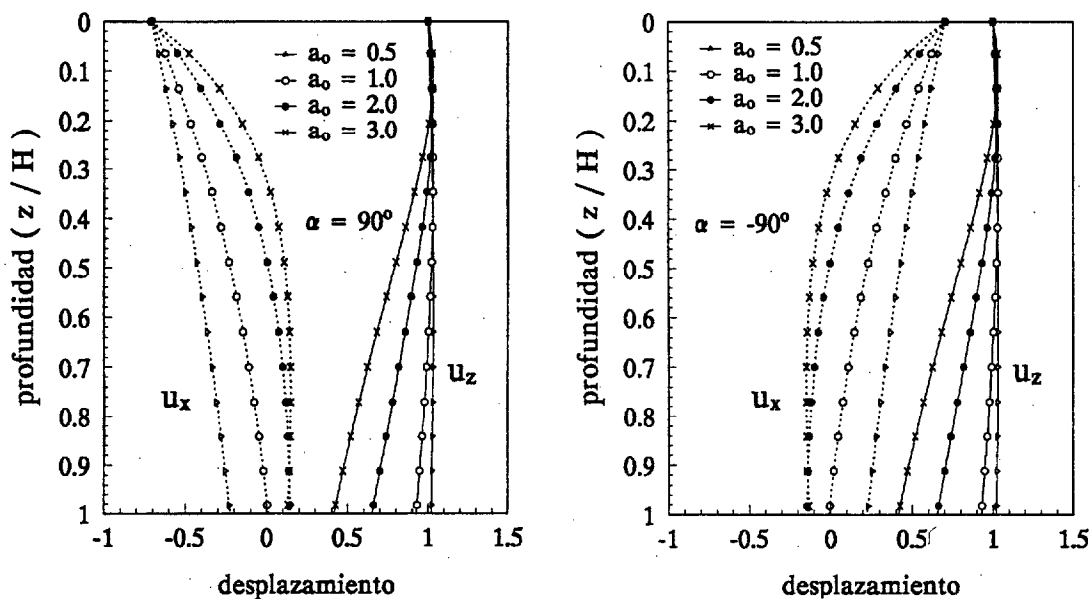 profundidad ( z / H )
0
0.1
0.2
0.3
0.4
0.5
0.6
0.7
0.8
0.9
1
a₀ = 0.5
a₀ = 1.0
a₀ = 2.0
a₀ = 3.0
α = 90°
uₓ
u_z
-1
-0.5
0
0.5
1
1.5
desplazamiento
profundidad ( z / H )
0
0.1
0.2
0.3
0.4
0.5
0.6
0.7
0.8
0.9
1
a₀ = 0.5
a₀ = 1.0
a₀ = 2.0
a₀ = 3.0
α = -90°
uₓ
u_z
-1
-0.5
0
0.5
1
1.5
desplazamiento